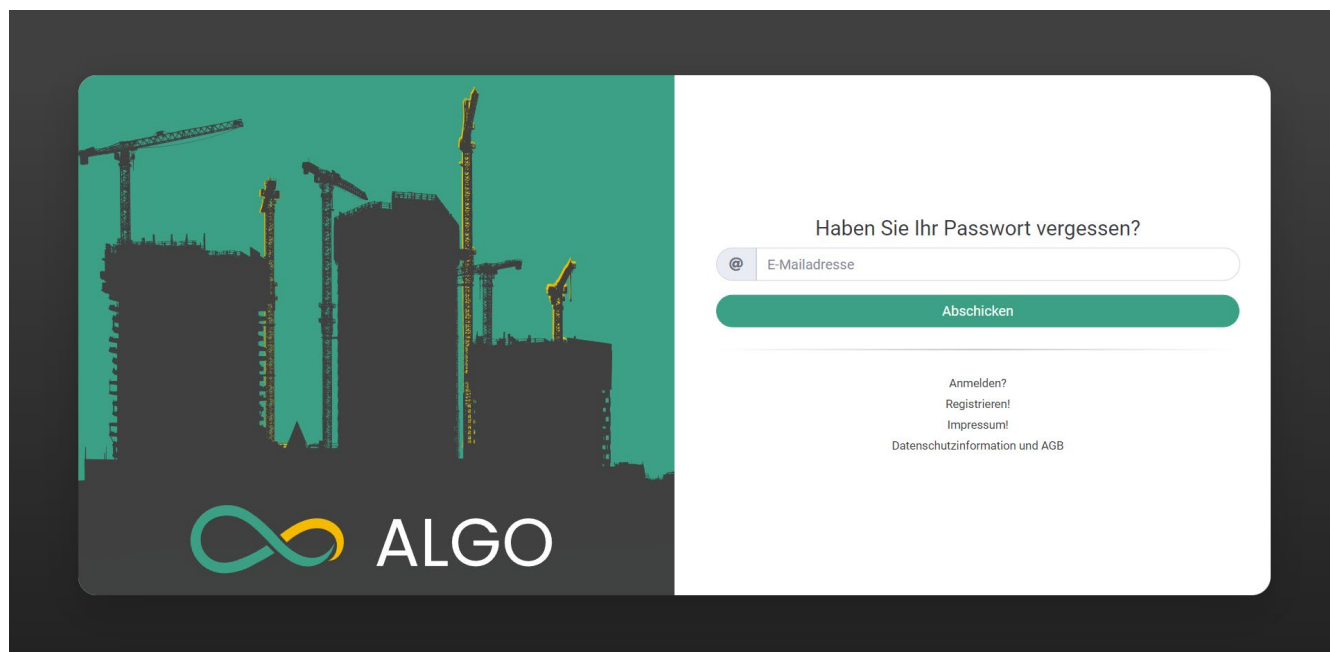 Haben Sie Ihr Passwort vergessen?
@ E-Mailadresse
Abschicken
Anmelden?
Registrieren!
Impressum!
Datenschutzinformation und AGB
ALGO